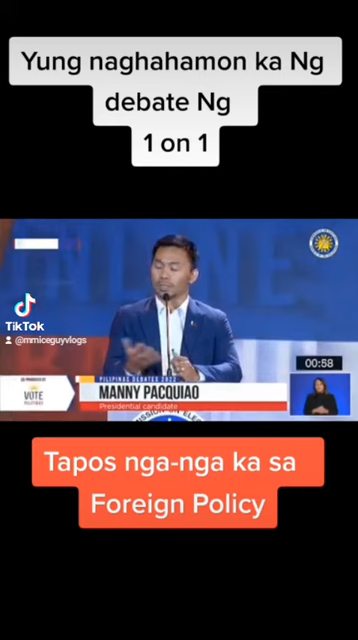 Yung naghahamon ka Ng
debate Ng
1 on 1
TikTok
@mrniceguyvlogs
00:58
PILIPINAS DEBATES 2022
VOTE
MANNY PACQUIAO
Presidential candidate
Tapos nga-nga ka sa
Foreign Policy